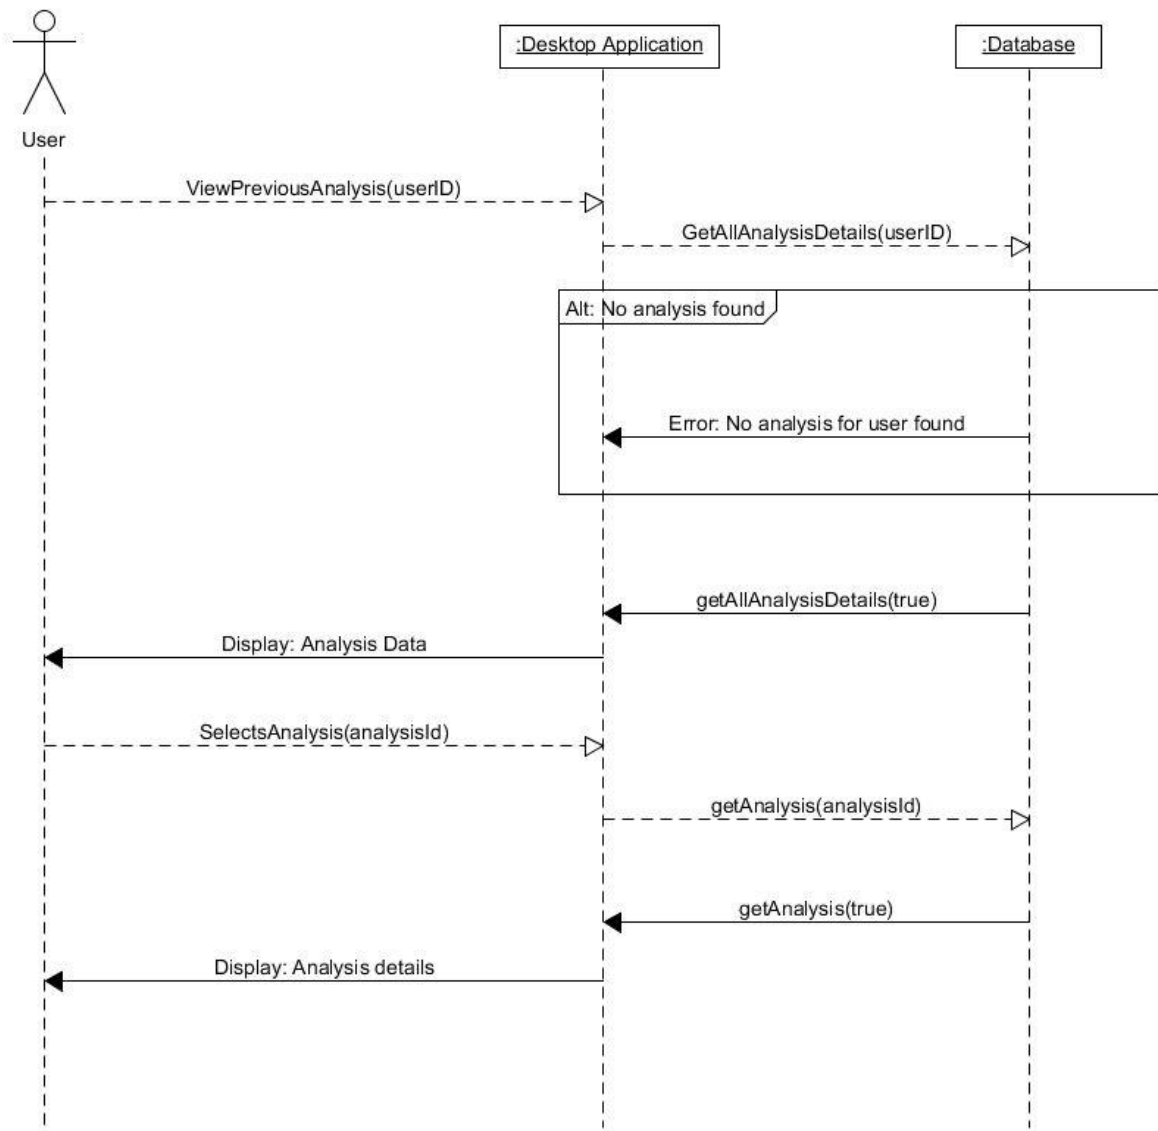 :Desktop Application
:Database
User
ViewPreviousAnalysis(userID)
GetAllAnalysisDetails(userID)
Alt: No analysis found
Error: No analysis for user found
getAllAnalysisDetails(true)
Display: Analysis Data
SelectsAnalysis(analysisId)
getAnalysis(analysisId)
getAnalysis(true)
Display: Analysis details